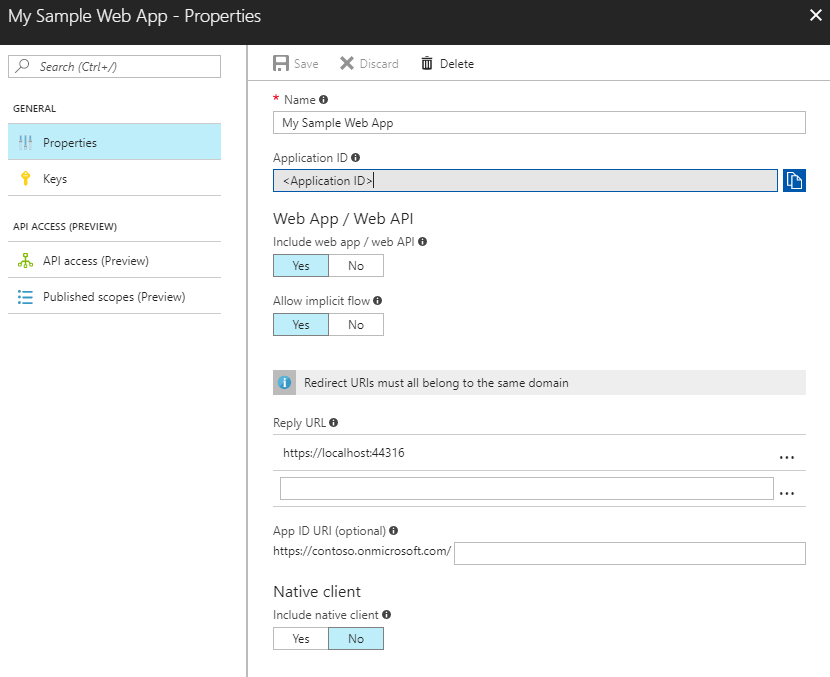 My Sample Web App - Properties
Search (Ctrl+/)
GENERAL
Properties
Keys
API ACCESS (PREVIEW)
API access (Preview)
Published scopes (Preview)
Save
Discard
Delete
* Name
My Sample Web App
Application ID
<Application ID>
Web App / Web API
Include web app / web API
Yes
No
Allow implicit flow
Yes
No
Redirect URIs must all belong to the same domain
Reply URL
https://localhost:44316
...
...
App ID URI (optional)
https://contoso.onmicrosoft.com/
Native client
Include native client
Yes
No